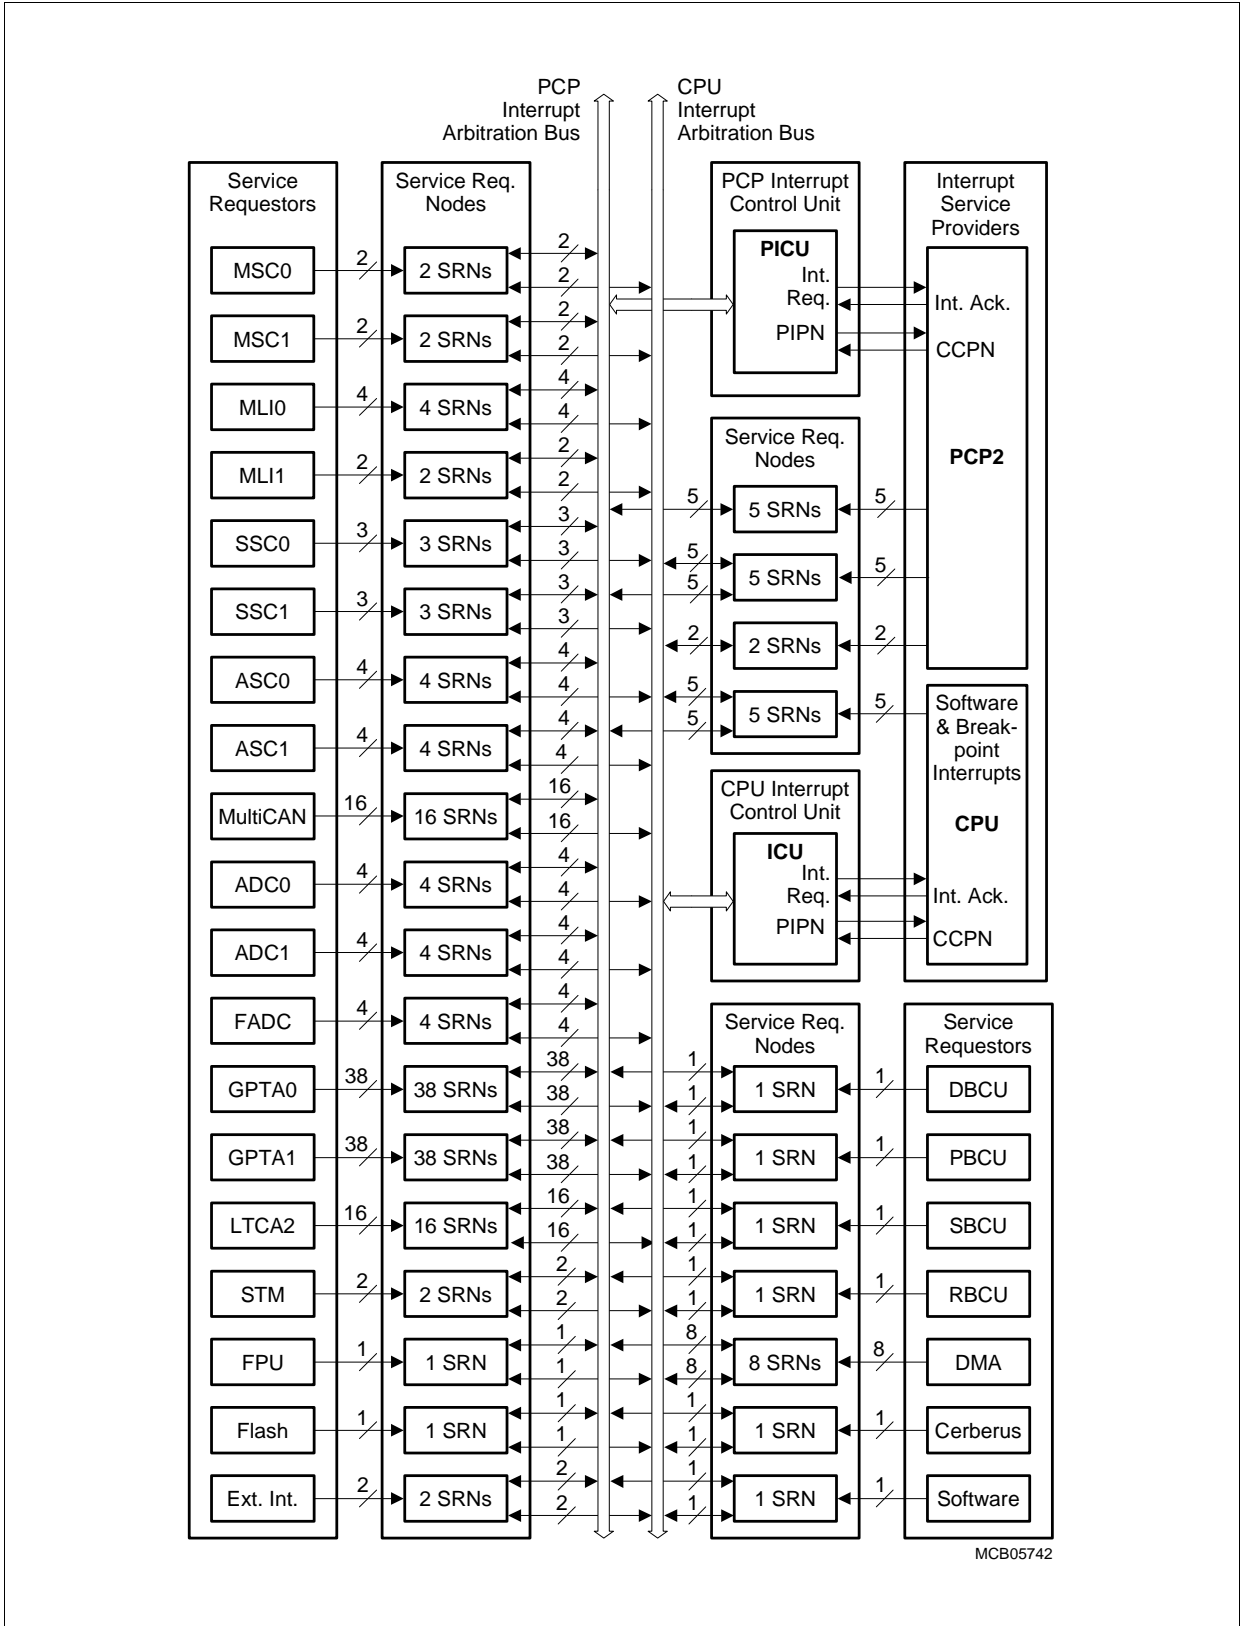 PCP
Interrupt
Arbitration Bus
CPU
Interrupt
Arbitration Bus
Service
Requestors
Service Req.
Nodes
MSC0
2
2 SRNs
2
2
MSC1
2
2 SRNs
2
2
MLI0
4
4 SRNs
4
4
MLI1
2
2 SRNs
2
2
SSC0
3
3 SRNs
3
3
SSC1
3
3 SRNs
3
3
ASC0
4
4 SRNs
4
4
ASC1
4
4 SRNs
4
4
MultiCAN
16
16 SRNs
16
16
ADC0
4
4 SRNs
4
4
ADC1
4
4 SRNs
4
4
FADC
4
4 SRNs
4
4
GPTA0
38
38 SRNs
38
38
GPTA1
38
38 SRNs
38
38
LTCA2
16
16 SRNs
16
16
STM
2
2 SRNs
2
2
FPU
1
1 SRN
1
1
Flash
1
1 SRN
1
1
Ext. Int.
2
2 SRNs
2
2
PCP Interrupt
Control Unit
PICU
Int.
Req.
PIPN
Interrupt
Service
Providers
Int. Ack.
CCPN
PCP2
Service Req.
Nodes
5
5 SRNs
5
5
5
5 SRNs
5
2
2 SRNs
2
5
5
5 SRNs
5
Software
& Break-
point
Interrupts
CPU
Int. Ack.
CCPN
CPU Interrupt
Control Unit
ICU
Int.
Req.
PIPN
Service Req.
Nodes
Service
Requestors
1
1
1 SRN
1
DBCU
1
1
1 SRN
1
PBCU
1
1
1 SRN
1
SBCU
1
1
1 SRN
1
RBCU
8
8
8 SRNs
8
DMA
1
1
1 SRN
1
Cerberus
1
1
1 SRN
1
Software
MCB05742